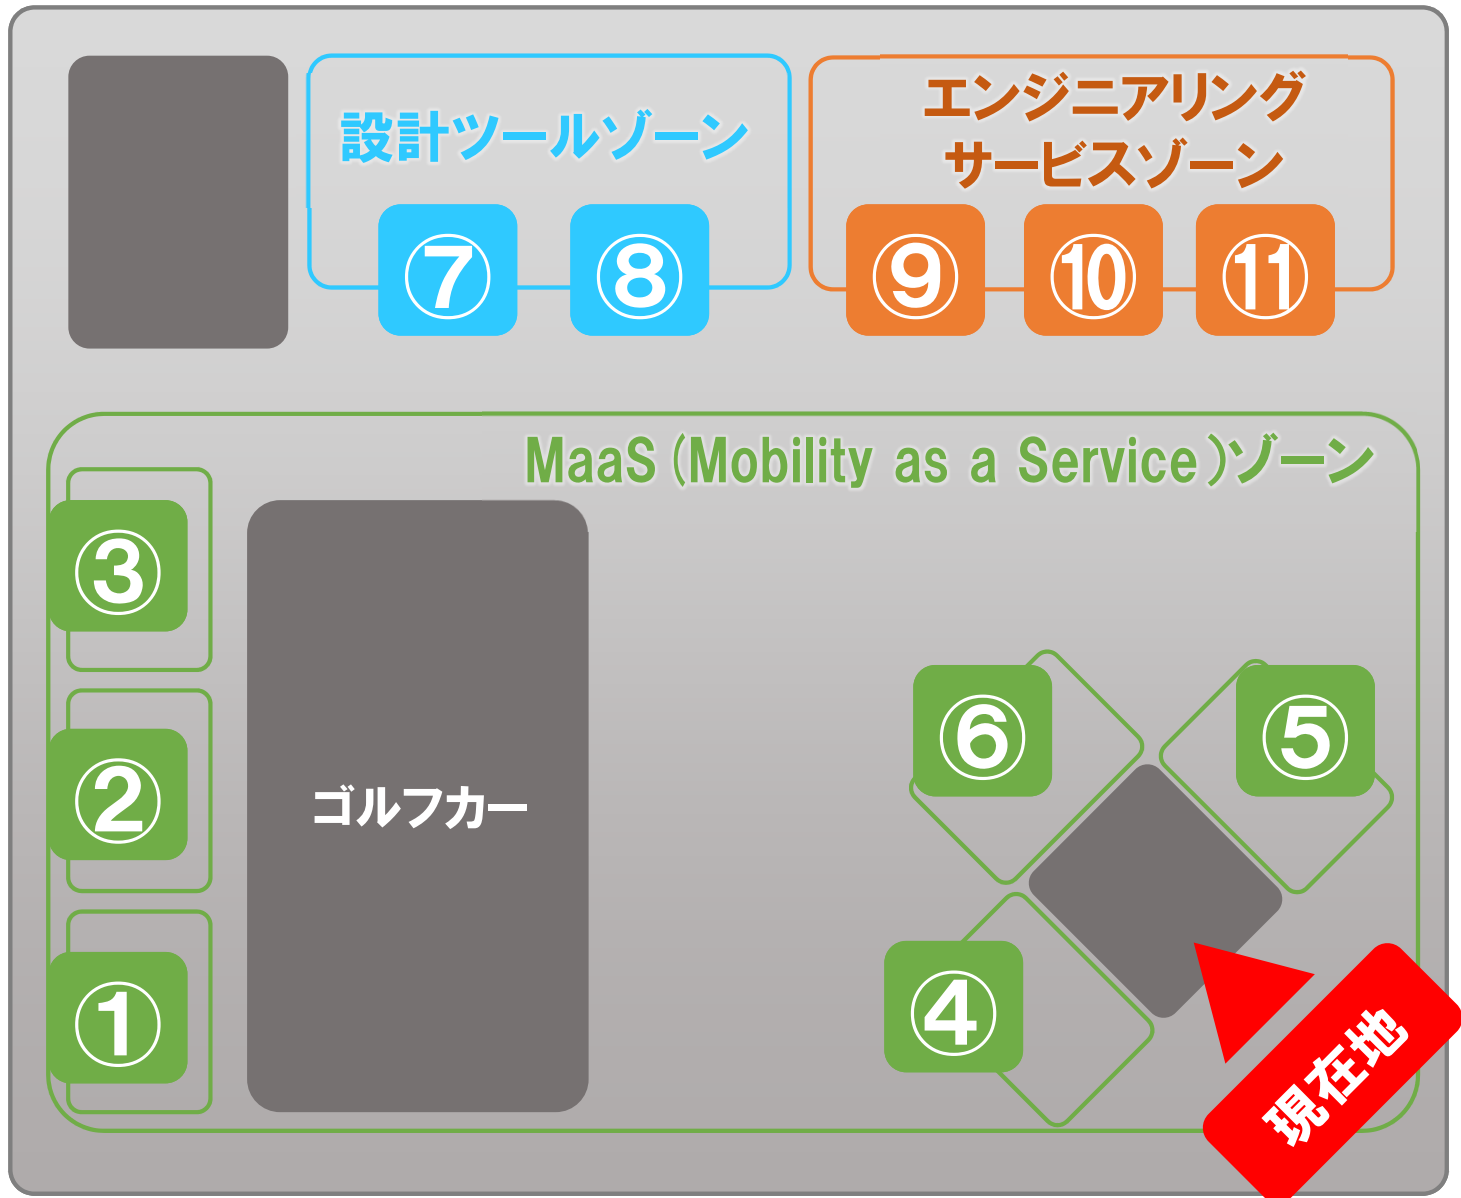 設計ツールゾーン
エンジニアリング
サービスゾーン
⑦
⑧
⑨
⑩
⑪
MaaS(Mobility as a Service)ゾーン
③
②
①
ゴルフカー
⑥
⑤
④
現在地